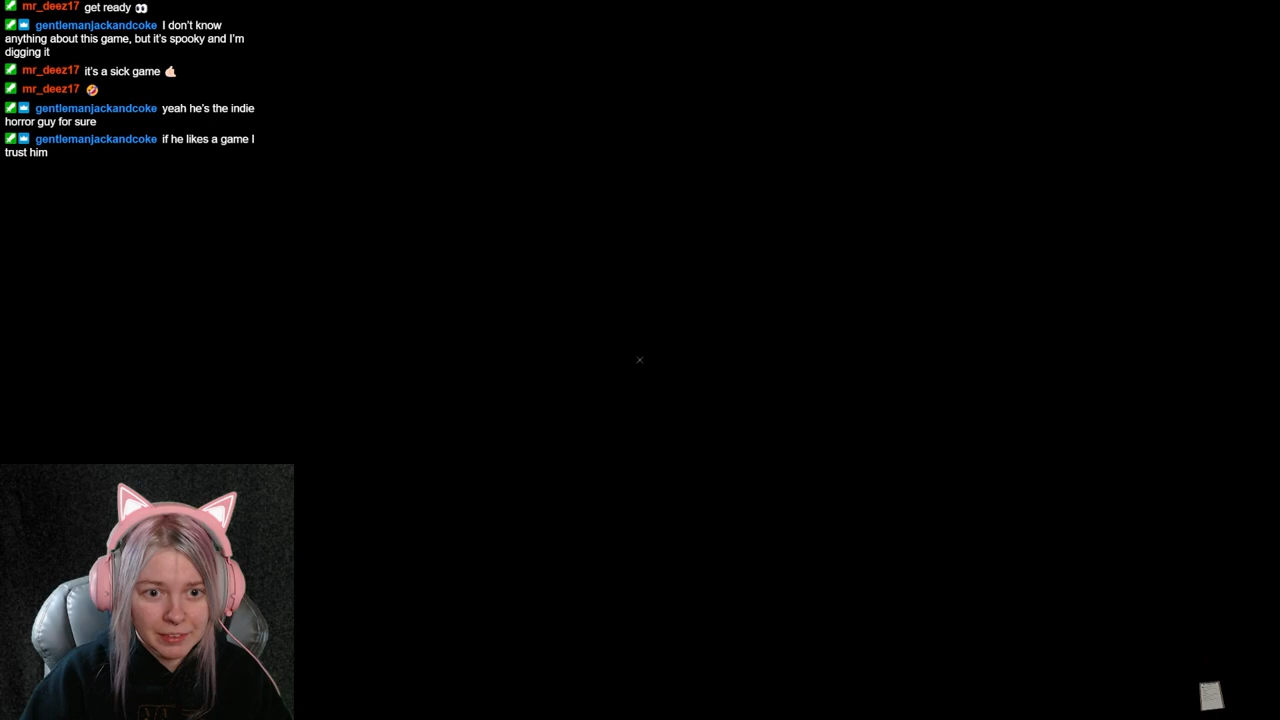 mr_deez17 get ready 👀
gentlemanjackandcoke I don't know
anything about this game, but it's spooky and I'm
digging it
mr_deez17 it's a sick game 🤙🏻
mr_deez17 🤣
gentlemanjackandcoke yeah he's the indie
horror guy for sure
gentlemanjackandcoke if he likes a game I
trust him